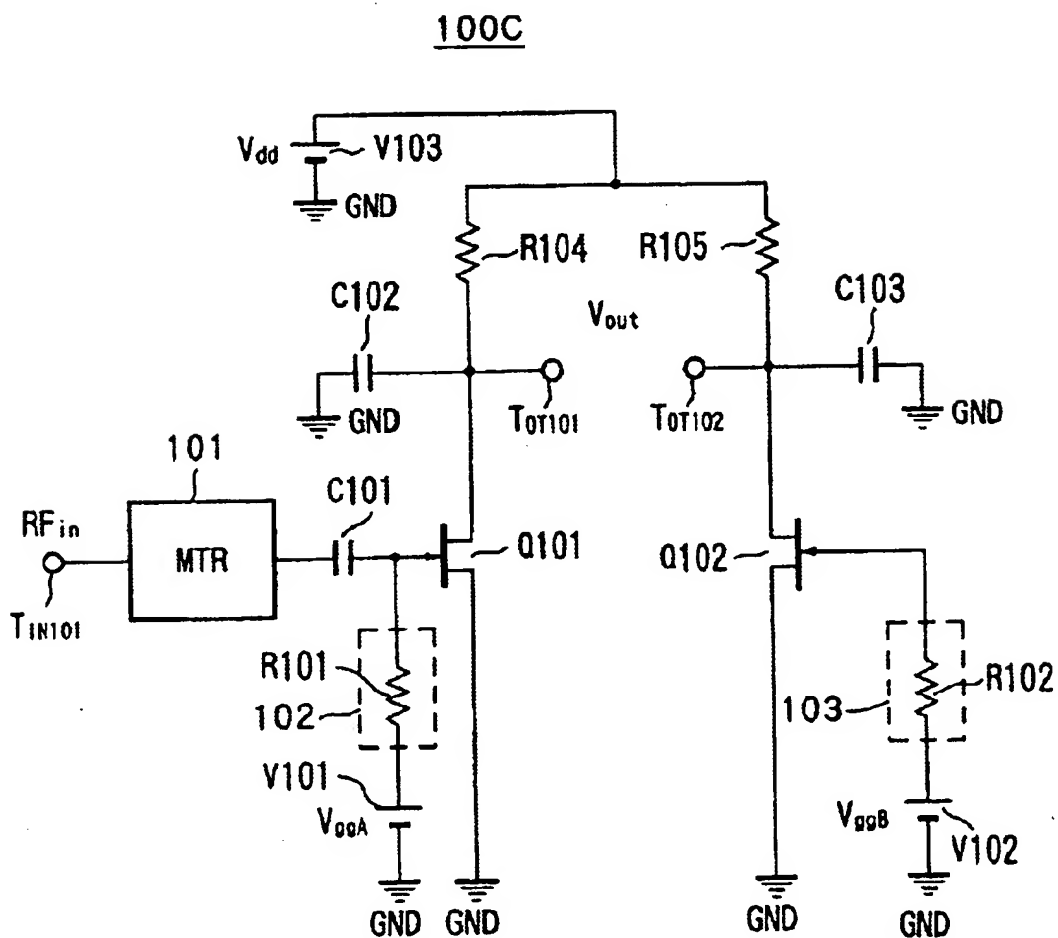 100C
Vdd
V103
GND
R104
R105
C102
C103
Vout
GND
TOT101
TOT102
GND
101
C101
RFin
MTR
Q101
Q102
TIN101
R101
102
R102
103
V101
VggA
VggB
V102
GND
GND
GND
GND